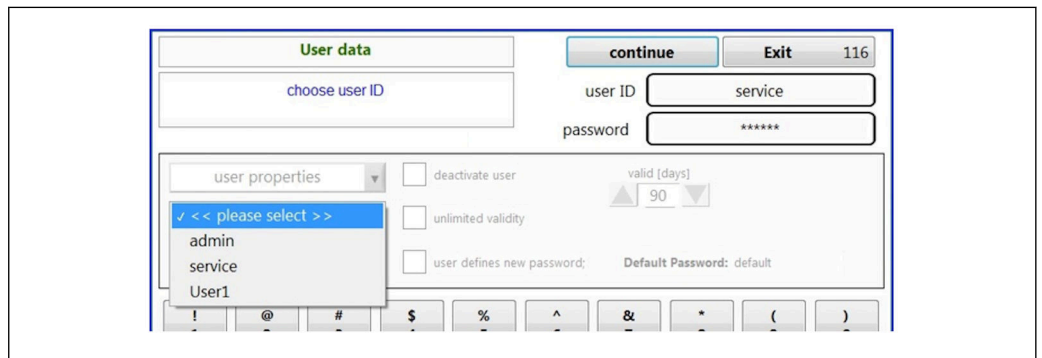 User data
continue
Exit 116
choose user ID
user ID service
password ******
user properties
deactivate user
valid [days]
90
✓ << please select >>
unlimited validity
admin
service
user defines new password; Default Password: default
User1
! @ # $ % ^ & * ( )